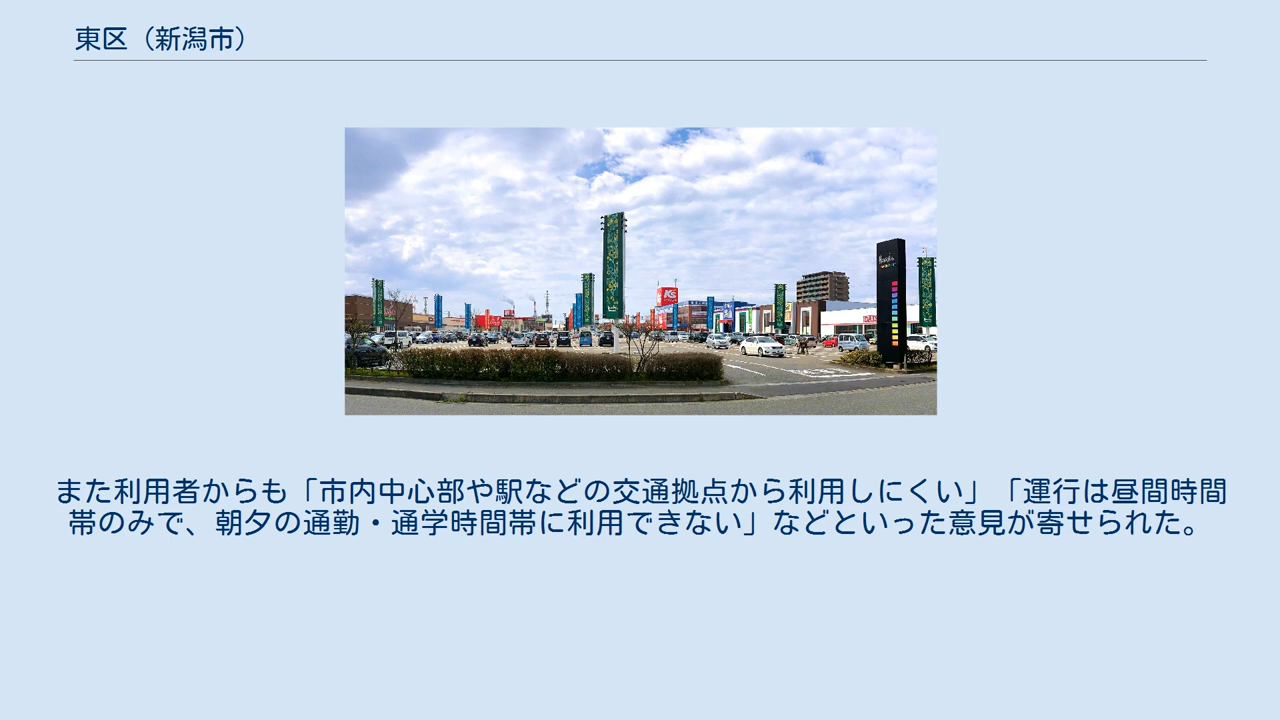 東区（新潟市）
K's
また利用者からも「市内中心部や駅などの交通拠点から利用しにくい」「運行は昼間時間
帯のみで、朝夕の通勤・通学時間帯に利用できない」などといった意見が寄せられた。